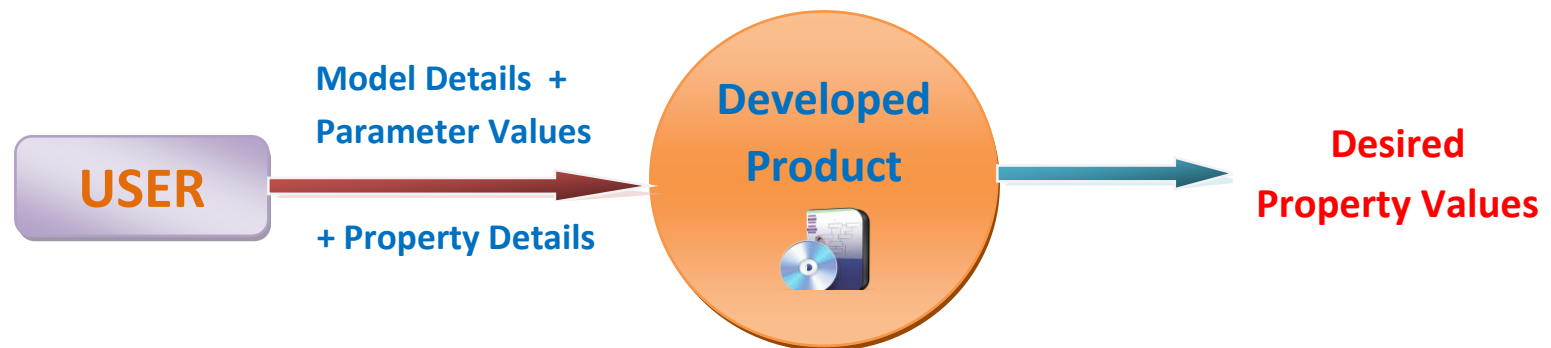 USER
Model Details +
Parameter Values
+ Property Details
Developed
Product
Desired
Property Values